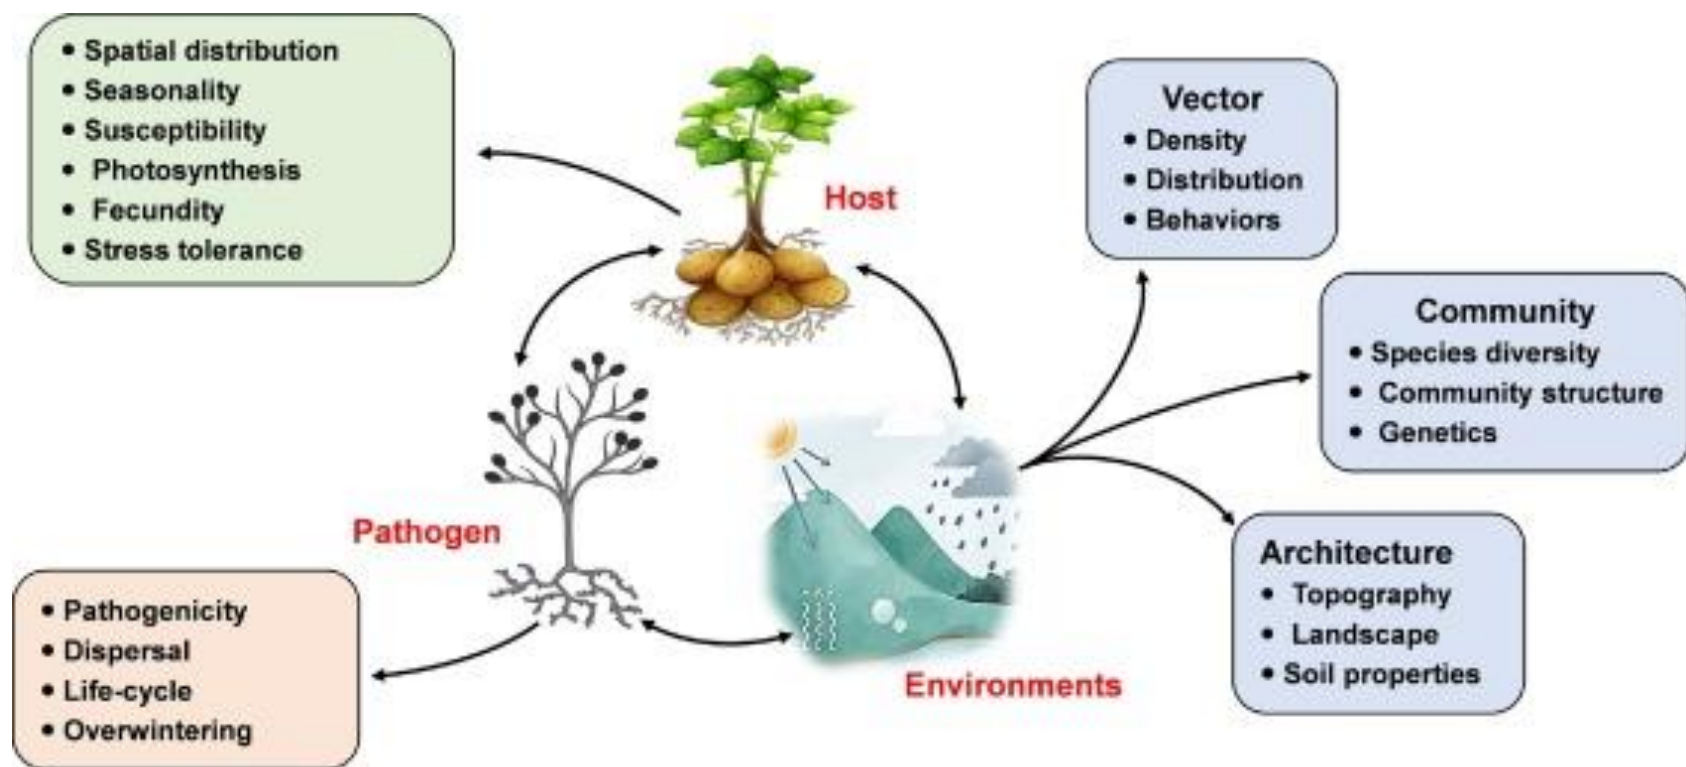 • Spatial distribution
• Seasonality
• Susceptibility
• Photosynthesis
• Fecundity
• Stress tolerance
Host
Vector
• Density
• Distribution
• Behaviors
Community
• Species diversity
• Community structure
• Genetics
Pathogen
• Pathogenicity
• Dispersal
• Life-cycle
• Overwintering
Environments
Architecture
• Topography
• Landscape
• Soil properties